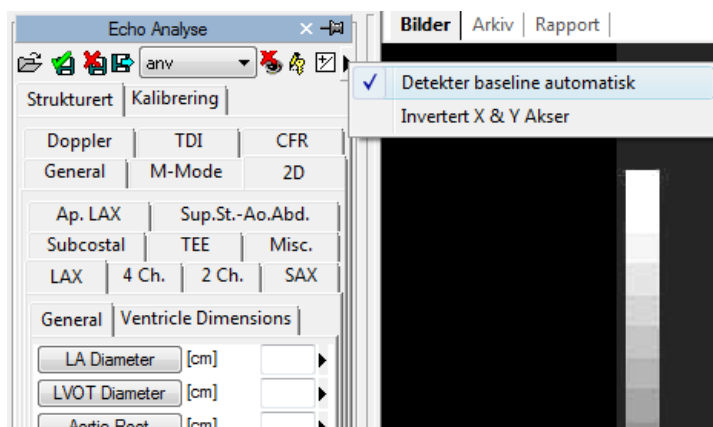 Echo Analyse
Bilder Arkiv Rapport
anv
Detekter baseline automatisk
Invertert X & Y Akser
Strukturert Kalibrering
Doppler TDI CFR
General M-Mode 2D
Ap. LAX Sup.St.-Ao.Abd.
Subcostal TEE Misc.
LAX 4 Ch. 2 Ch. SAX
General Ventricle Dimensions
LA Diameter [cm]
LVOT Diameter [cm]
Aortic Root [cm]